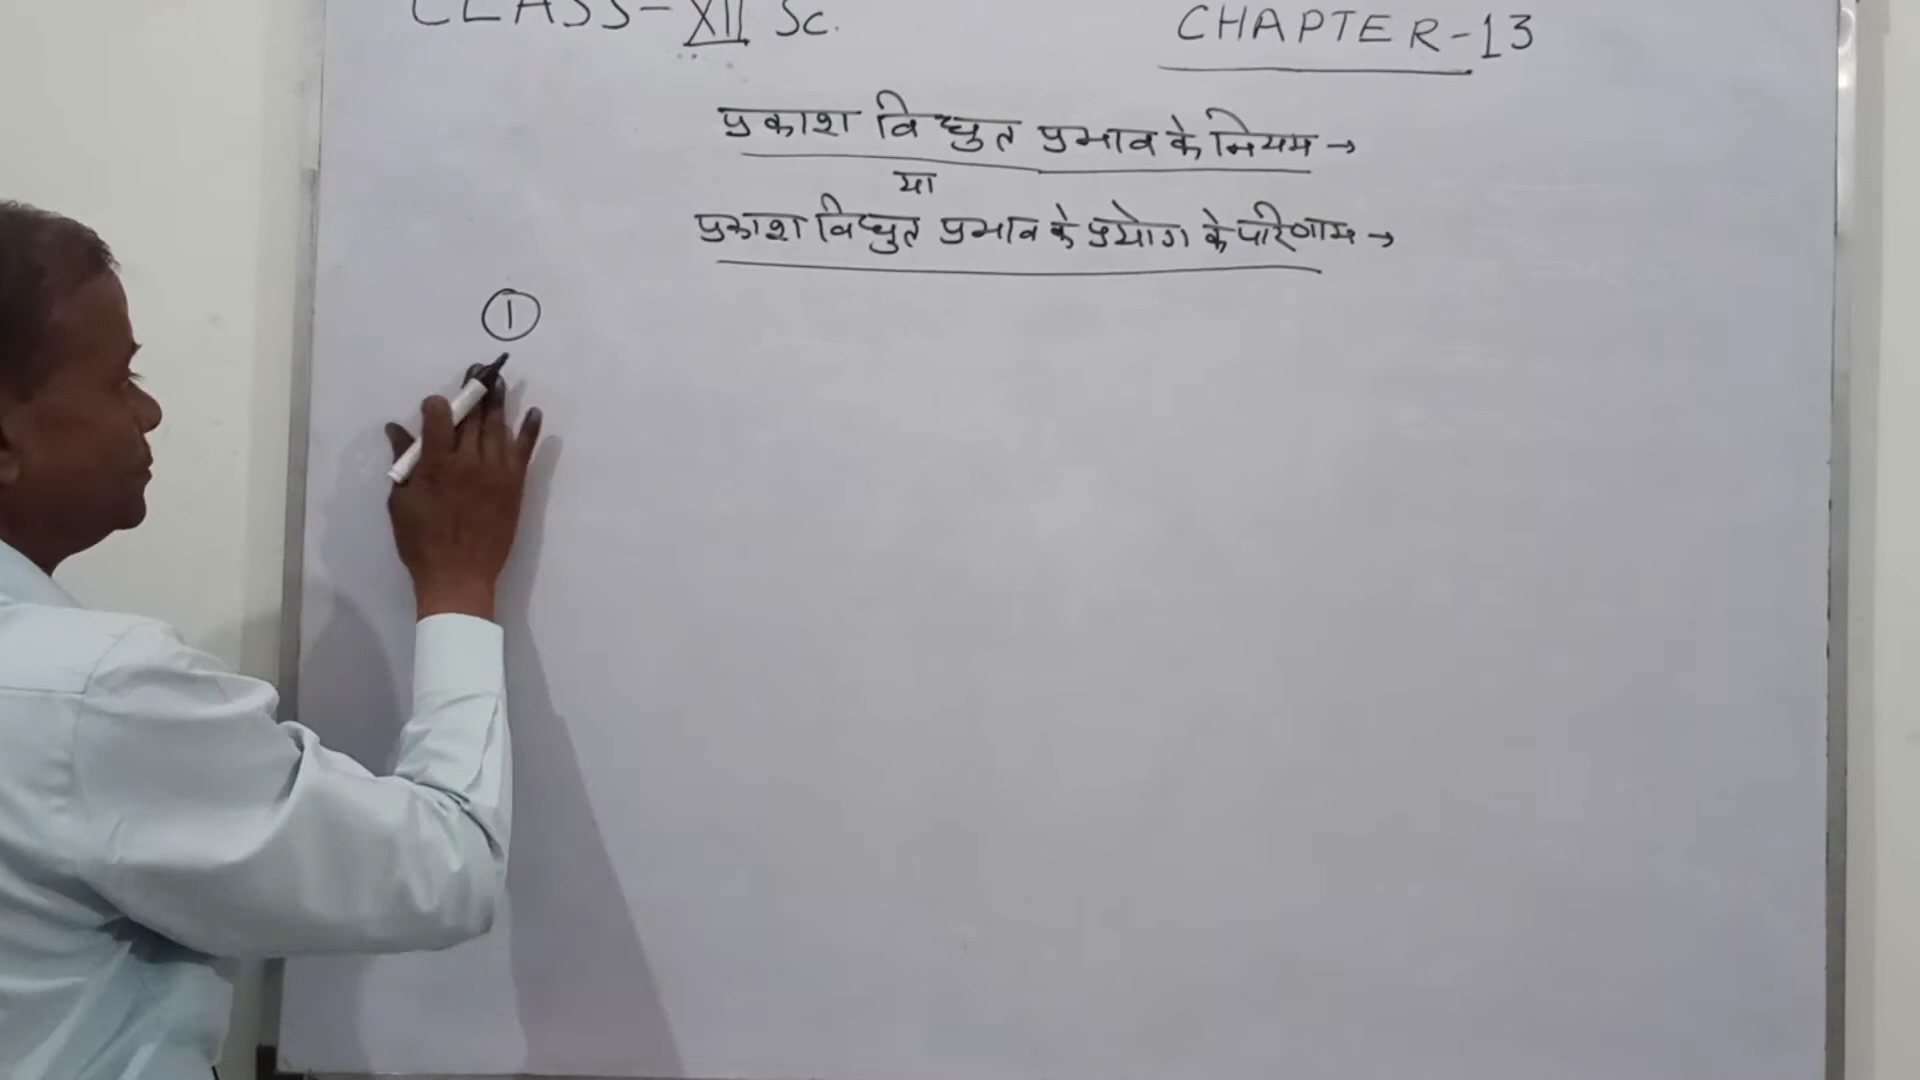 CLASS-XII Sc.
CHAPTER-13
प्रकाश विध्युत प्रभाव के नियम →
या
प्रकाश विध्युत प्रभाव के प्रयोग के परिणाम →
1